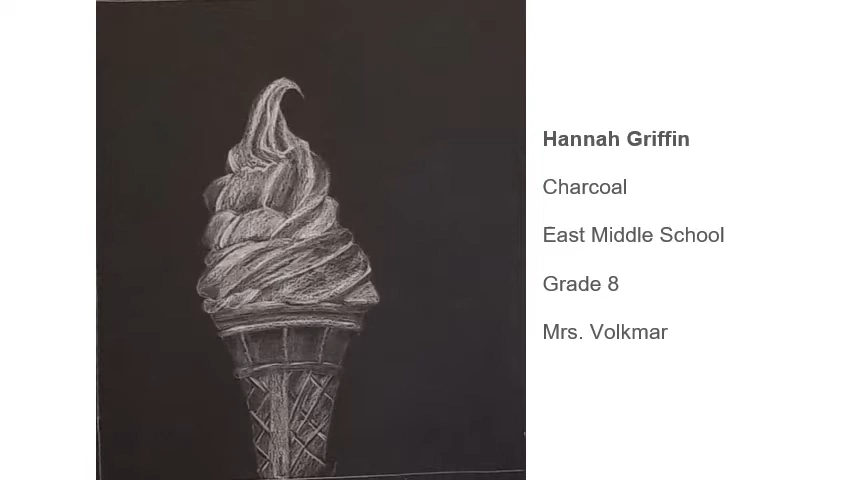 Hannah Griffin
Charcoal
East Middle School
Grade 8
Mrs. Volkmar